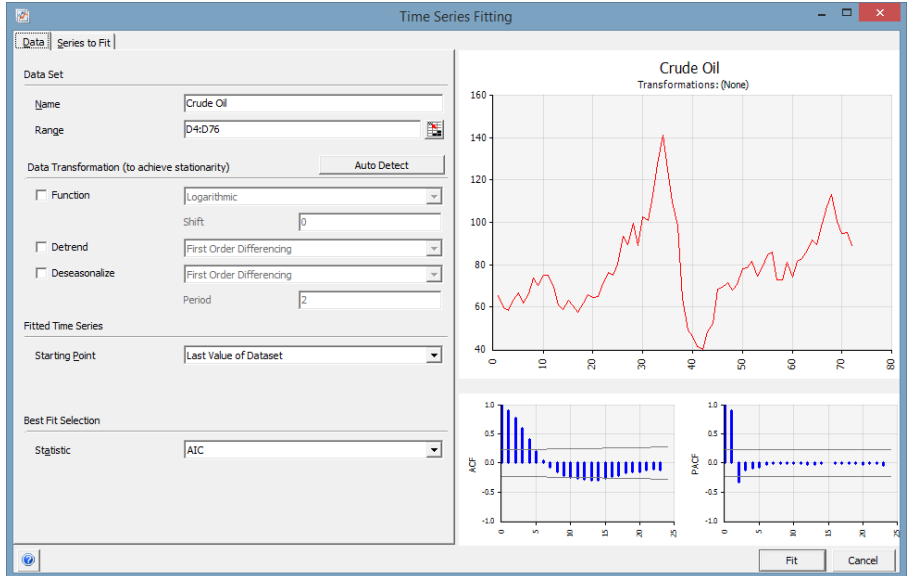 Time Series Fitting
Data Series to Fit
Data Set
Name Crude Oil
Range D4:D76
Data Transformation (to achieve stationarity) Auto Detect
Function Logarithmic
Shift 0
Detrend First Order Differencing
Deseasonalize First Order Differencing
Period 2
Fitted Time Series
Starting Point Last Value of Dataset
Best Fit Selection
Statistic AIC
Crude Oil
Transformations: (None)
160
140
120
100
80
60
40
0 10 20 30 40 50 60 70 80
ACF
1.0
0.5
0.0
-0.5
-1.0
0 5 10 15 20 25
PACF
1.0
0.5
0.0
-0.5
-1.0
0 5 10 15 20 25
Fit Cancel